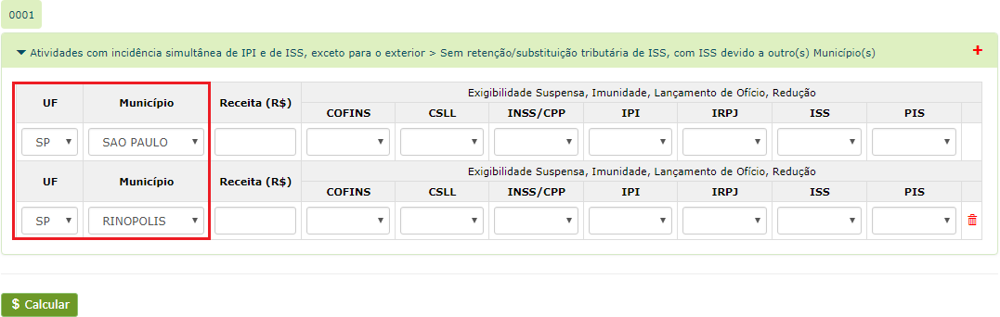 0001
Atividades com incidência simultânea de IPI e de ISS, exceto para o exterior > Sem retenção/substituição tributária de ISS, com ISS devido a outro(s) Município(s)
UF Município Receita (R$) Exigibilidade Suspensa, Imunidade, Lançamento de Ofício, Redução
COFINS CSLL INSS/CPP IPI IRPJ ISS PIS
SP SAO PAULO
UF Município Receita (R$) Exigibilidade Suspensa, Imunidade, Lançamento de Ofício, Redução
COFINS CSLL INSS/CPP IPI IRPJ ISS PIS
SP RINOPOLIS
$ Calcular